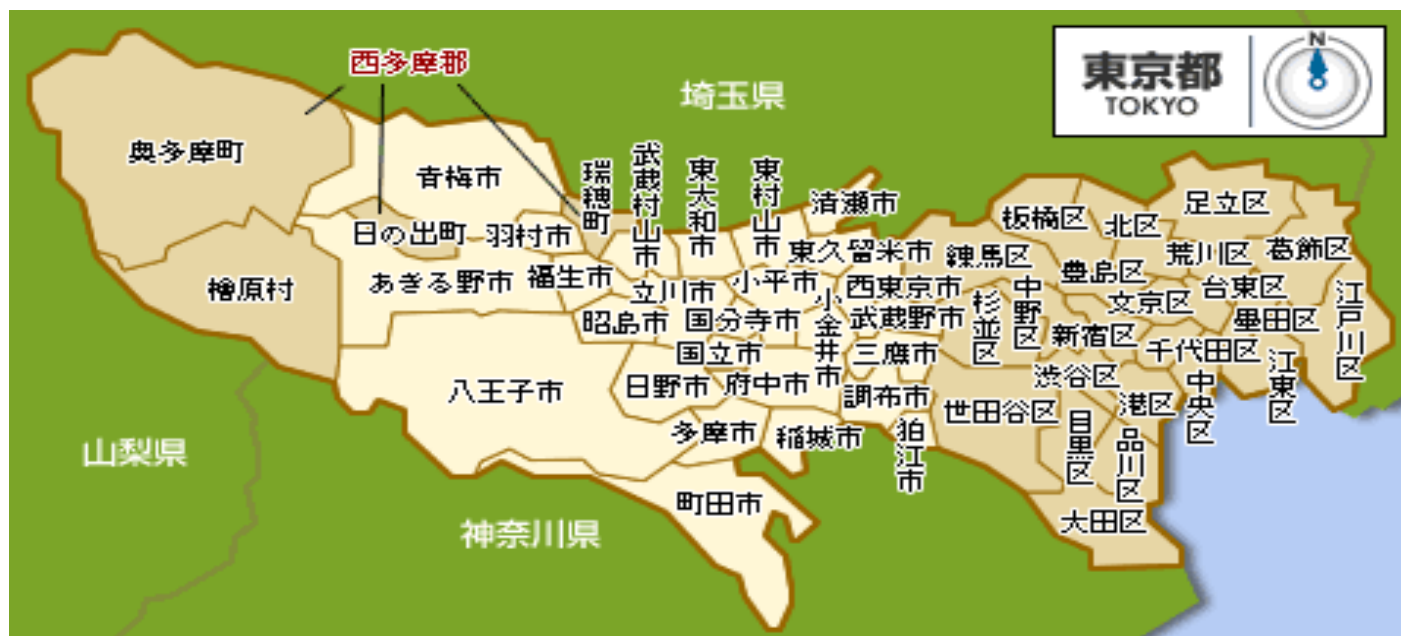 東京都
TOKYO
N
西多摩郡
埼玉県
山梨県
神奈川県
奥多摩町
檜原村
青梅市
日の出町
羽村市
瑞穂町
あきる野市
福生市
武蔵村山市
東大和市
東村山市
清瀬市
東久留米市
立川市
小平市
西東京市
昭島市
国分寺市
小金井市
武蔵野市
国立市
三鷹市
八王子市
日野市
府中市
調布市
多摩市
稲城市
狛江市
町田市
板橋区
北区
足立区
練馬区
豊島区
荒川区
葛飾区
中野区
杉並区
文京区
台東区
新宿区
墨田区
江戸川区
千代田区
渋谷区
中央区
江東区
世田谷区
港区
目黒区
品川区
大田区